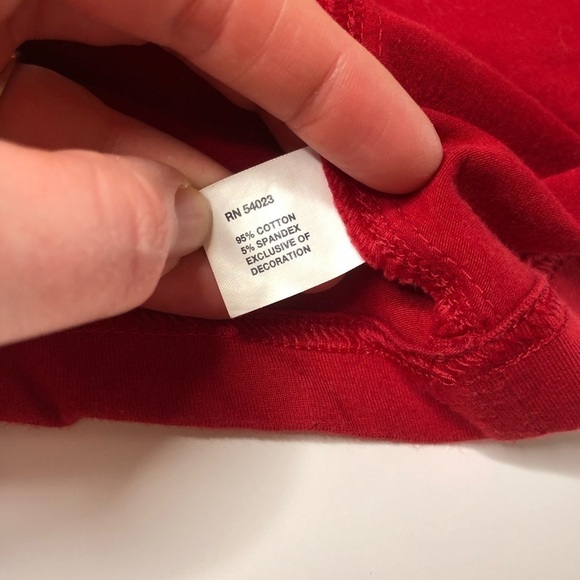 RN 54023
95% COTTON
5% SPANDEX
EXCLUSIVE OF
DECORATION